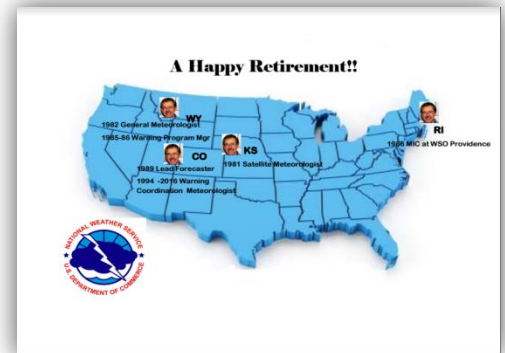 A Happy Retirement!!
WY
1982 General Meteorologist
1985-86 Warning Program Mgr
CO
1989 Lead Forecaster
1994 -2016 Warning
Coordination Meteorologist
KS
1981 Satellite Meteorologist
RI
1986 MIC at WSO Providence
NATIONAL WEATHER SERVICE
U.S. DEPARTMENT OF COMMERCE